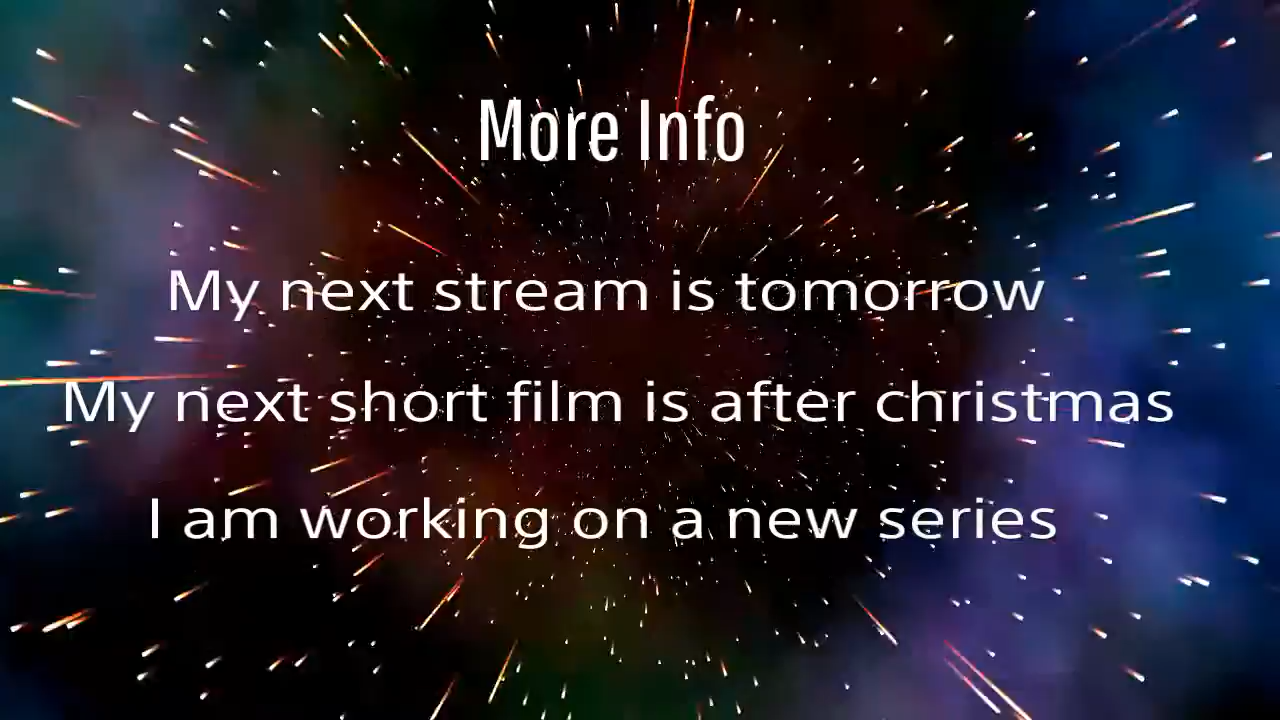 More Info
My next stream is tomorrow
My next short film is after christmas
I am working on a new series